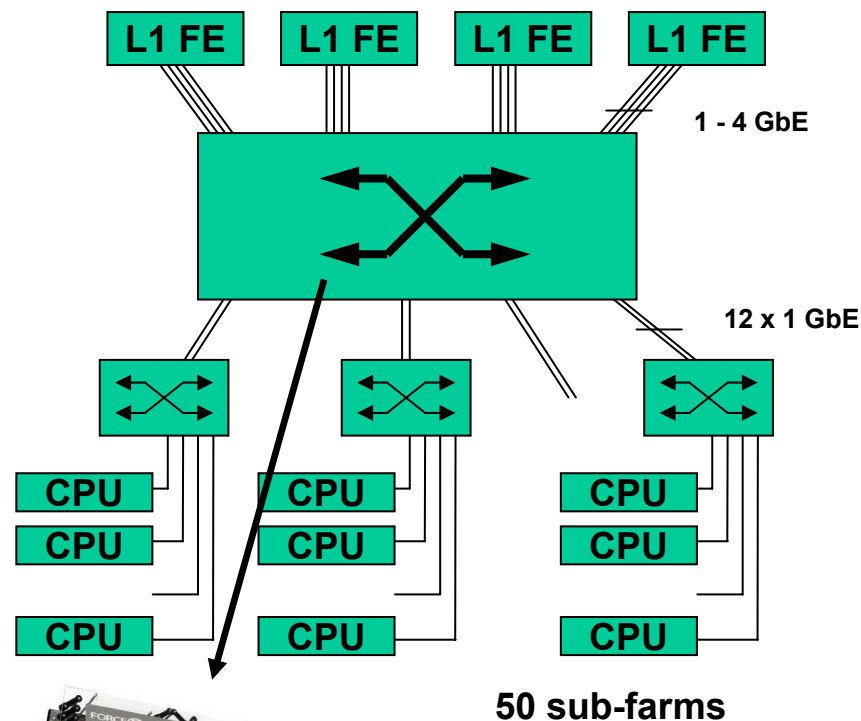 L1 FE L1 FE L1 FE L1 FE
1 - 4 GbE
12 x 1 GbE
CPU CPU CPU
CPU CPU CPU
CPU CPU CPU
50 sub-farms
FORCE